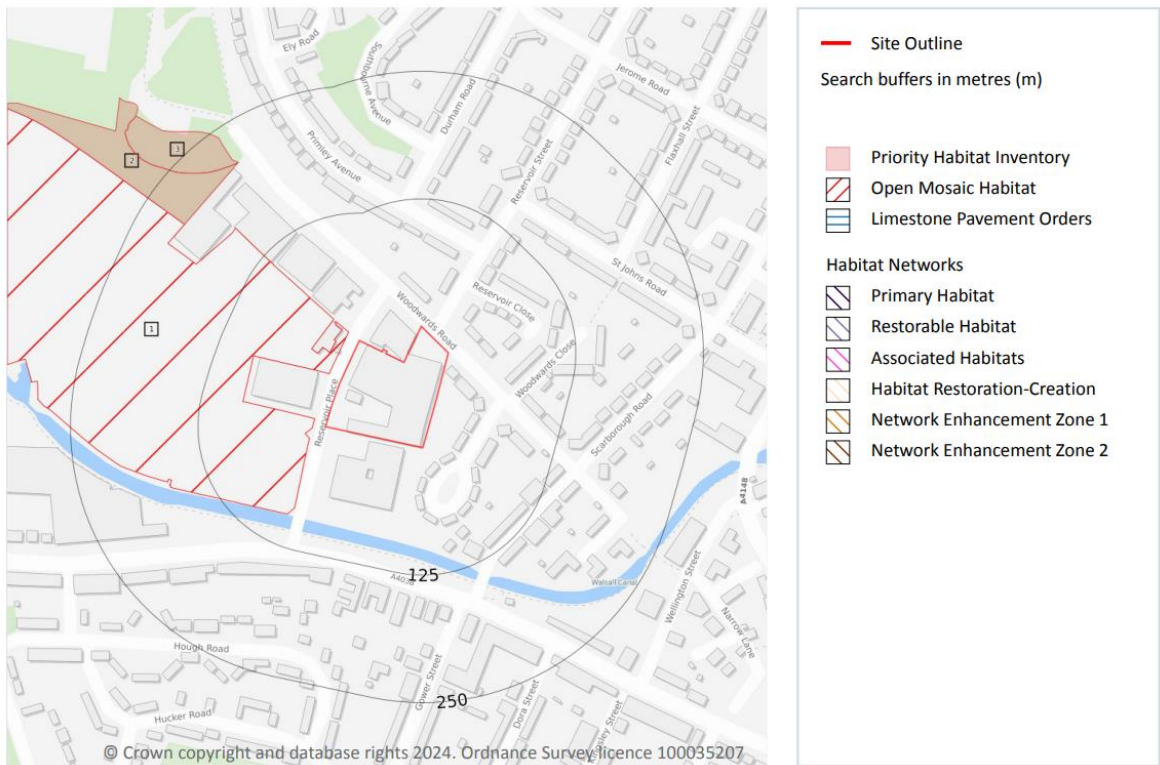 Ely Road
Southbourne Avenue
Durham Road
Jerome Road
Primley Avenue
Reservoir Street
Flaxhall Street
3
2
St Johns Road
Reservoir Close
Woodwards Road
1
Woodwards Close
Reservoir Place
Scarborough Road
A4148
125
A4038
Walsall Canal
Wellington Street
Narrow Lane
Hough Road
Gower Street
250
Dora Street
Hucker Road
© Crown copyright and database rights 2024. Ordnance Survey licence 100035207
Site Outline
Search buffers in metres (m)
Priority Habitat Inventory
Open Mosaic Habitat
Limestone Pavement Orders
Habitat Networks
Primary Habitat
Restorable Habitat
Associated Habitats
Habitat Restoration-Creation
Network Enhancement Zone 1
Network Enhancement Zone 2